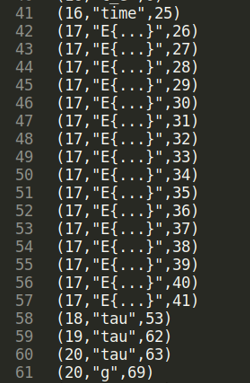 41 (16,"time",25)
42 (17,"E{...}",26)
43 (17,"E{...}",27)
44 (17,"E{...}",28)
45 (17,"E{...}",29)
46 (17,"E{...}",30)
47 (17,"E{...}",31)
48 (17,"E{...}",32)
49 (17,"E{...}",33)
50 (17,"E{...}",34)
51 (17,"E{...}",35)
52 (17,"E{...}",36)
53 (17,"E{...}",37)
54 (17,"E{...}",38)
55 (17,"E{...}",39)
56 (17,"E{...}",40)
57 (17,"E{...}",41)
58 (18,"tau",53)
59 (19,"tau",62)
60 (20,"tau",63)
61 (20,"g",69)